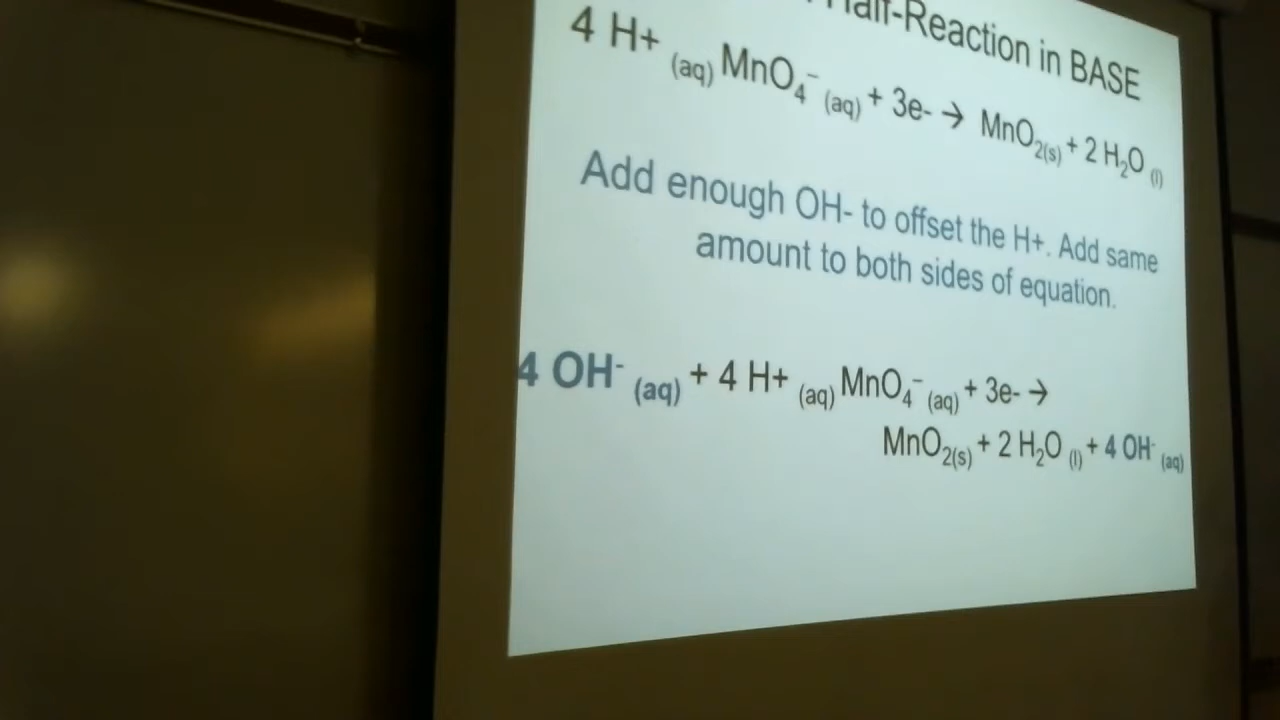 Half-Reaction in BASE
4 H+ (aq) MnO4⁻ (aq) + 3e- → MnO2(s) + 2 H2O (l)
Add enough OH- to offset the H+. Add same
amount to both sides of equation.
4 OH⁻ (aq) + 4 H+ (aq) MnO4⁻ (aq) + 3e- →
MnO2(s) + 2 H2O (l) + 4 OH⁻ (aq)